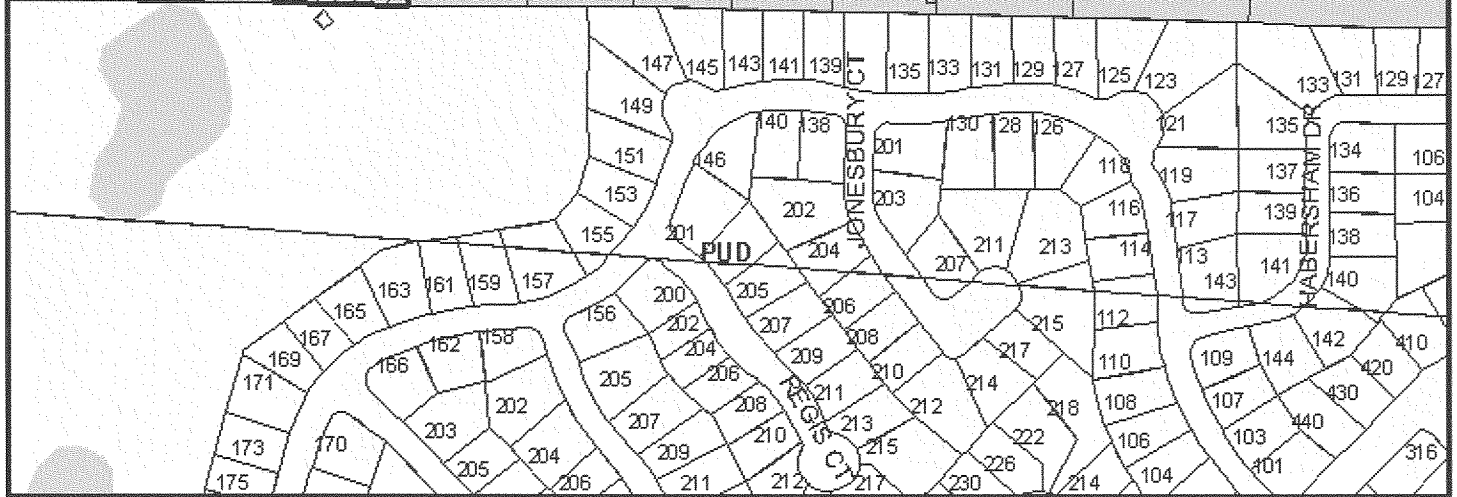 147 145 143 141 139 135 133 131 129 127 125 123 133 131 129 127
149 140 138 201 130 28 126 121 135
151 146 118 119 137 134 106
153 202 203 116 117 139 136 104
155 201 204 211 213 114 113 141 138
PUD
JONESBURY CT
HABERSHAM DR
163 161 159 157 207 143 140
165 156 200 205 206 215 112
167 166 162 158 202 207 208 217 110 109 144 142 410
169 204 209 210 214 420
171 205 206 211 212 218 108 107 430
REGIS CT
203 202 207 208 213 222 106 103 440
173 170 204 209 210 215 226 101 316
175 205 206 211 212 217 230 214 104